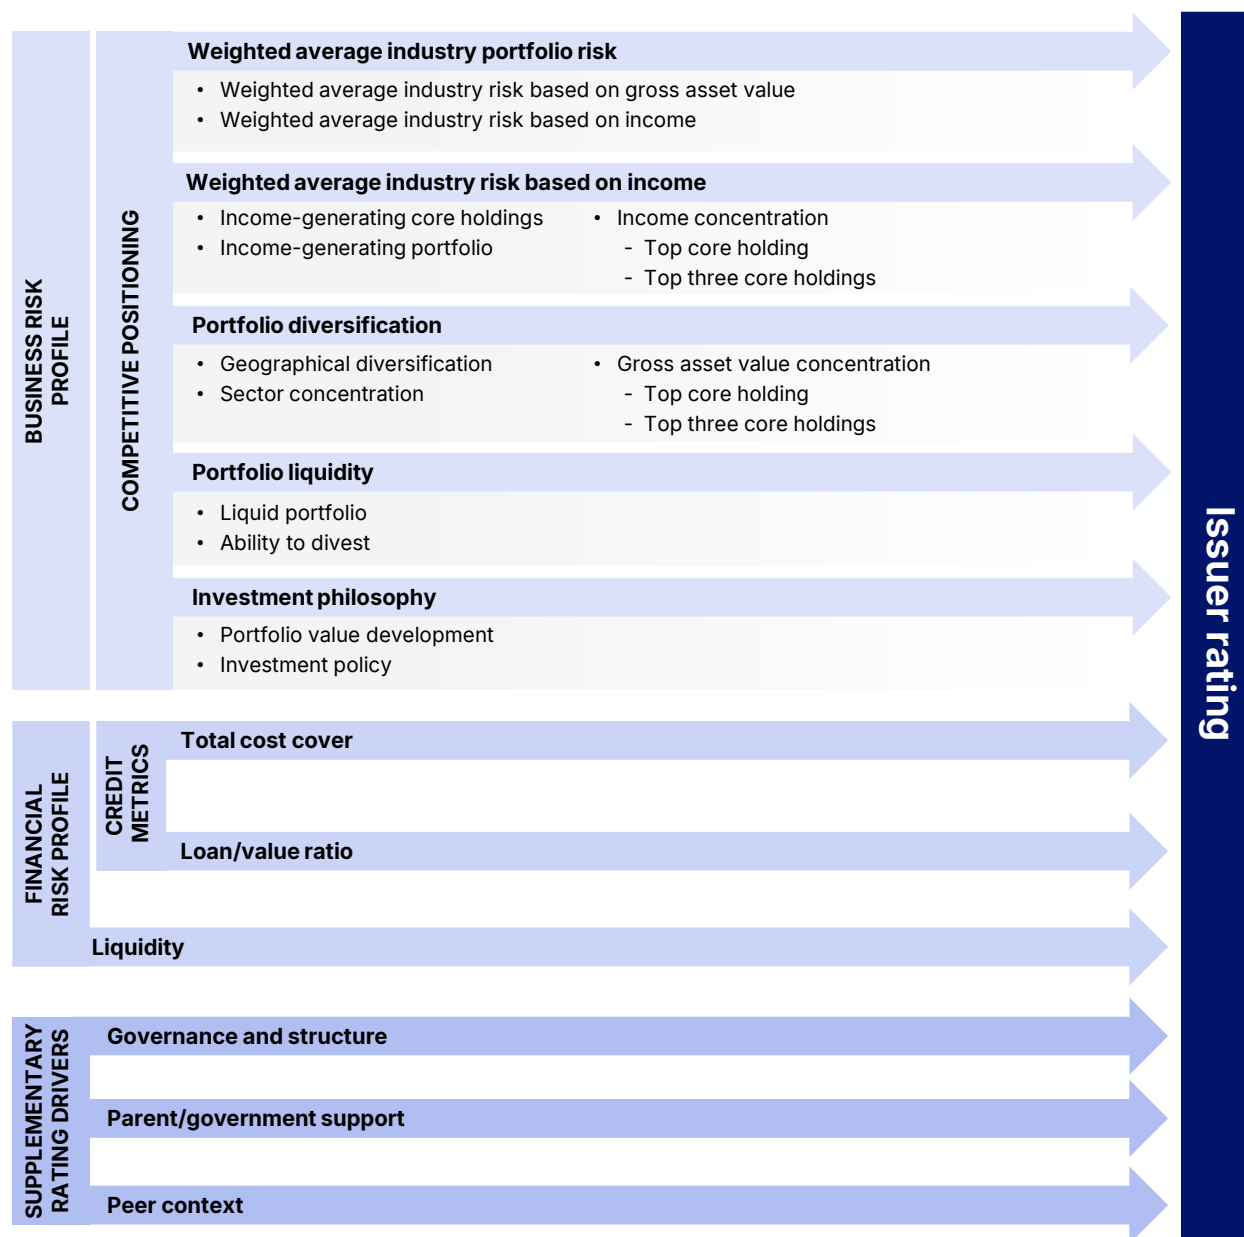 BUSINESS RISK
PROFILE
COMPETITIVE POSITIONING
Weighted average industry portfolio risk
• Weighted average industry risk based on gross asset value
• Weighted average industry risk based on income
Weighted average industry risk based on income
• Income-generating core holdings
• Income-generating portfolio
• Income concentration
- Top core holding
- Top three core holdings
Portfolio diversification
• Geographical diversification
• Sector concentration
• Gross asset value concentration
- Top core holding
- Top three core holdings
Portfolio liquidity
• Liquid portfolio
• Ability to divest
Investment philosophy
• Portfolio value development
• Investment policy
FINANCIAL
RISK PROFILE
CREDIT
METRICS
Total cost cover
Loan/value ratio
Liquidity
SUPPLEMENTARY
RATING DRIVERS
Governance and structure
Parent/government support
Peer context
Issuer rating